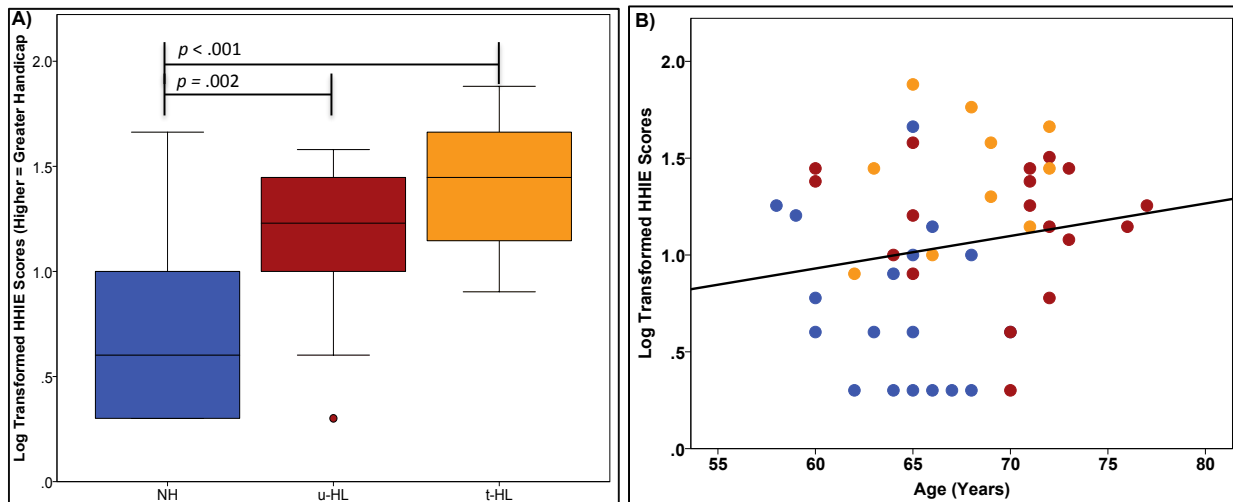 A)
Log Transformed HHIE Scores (Higher = Greater Handicap
2.0
1.5
1.0
.5
.0
p < .001
p = .002
NH u-HL t-HL
B)
Log Transformed HHIE Scores
2.0
1.5
1.0
.5
.0
55 60 65 70 75 80
Age (Years)